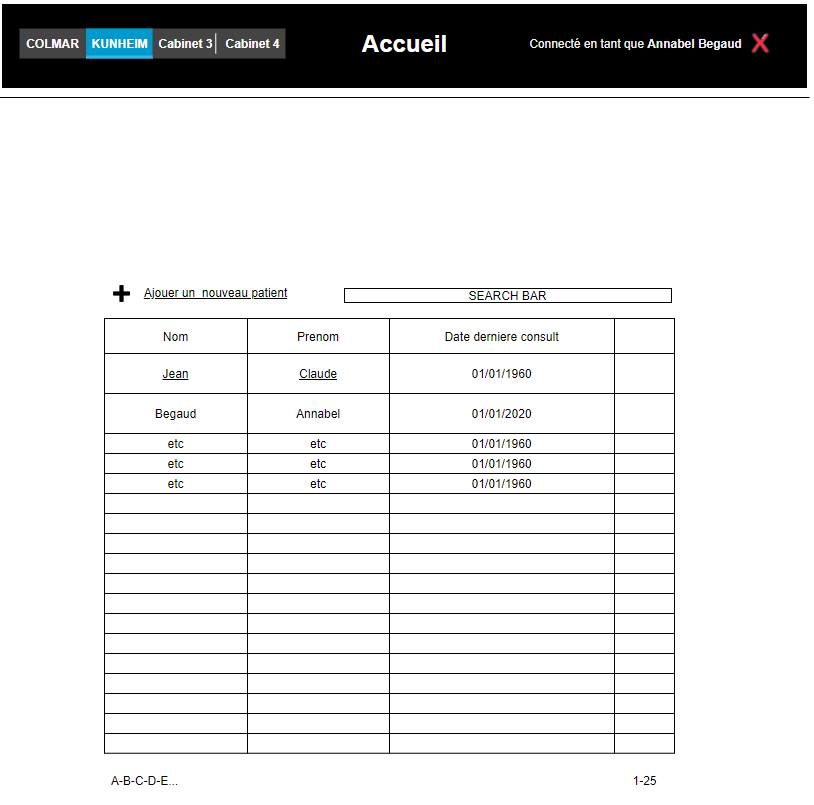 COLMAR KUNHEIM Cabinet 3 Cabinet 4 Accueil Connecté en tant que Annabel Begaud
Ajouer un nouveau patient SEARCH BAR
Nom Prenom Date derniere consult
Jean Claude 01/01/1960
Begaud Annabel 01/01/2020
etc etc 01/01/1960
etc etc 01/01/1960
etc etc 01/01/1960
A-B-C-D-E... 1-25